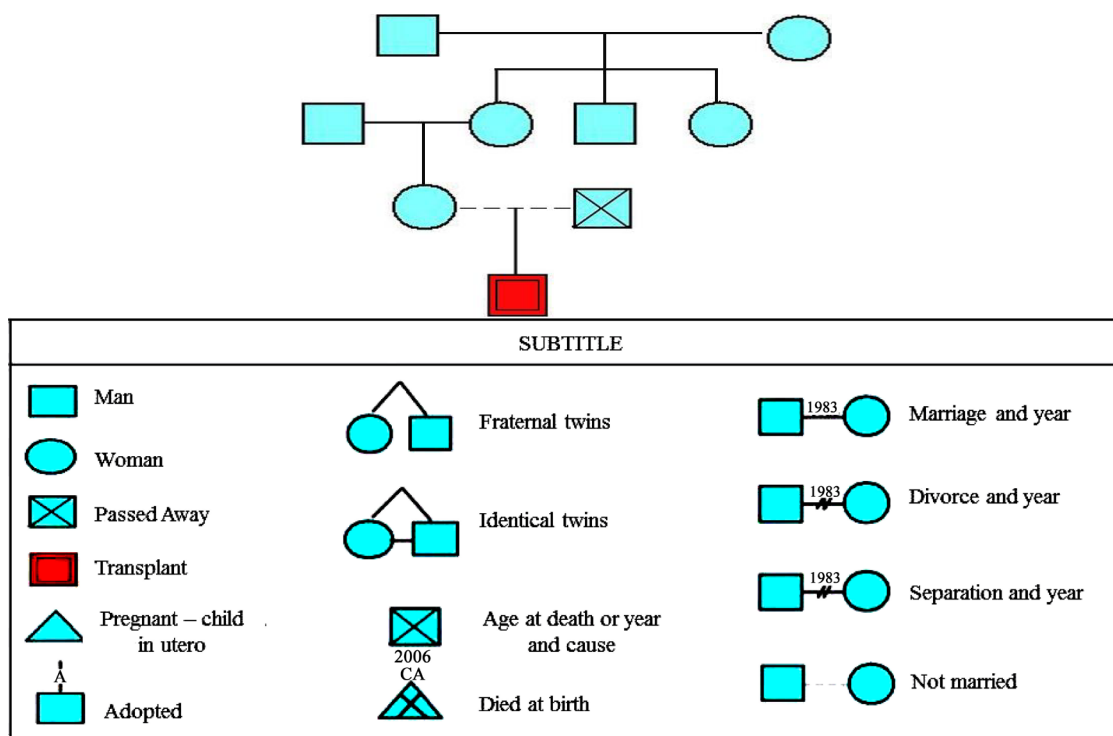 SUBTITLE
Man
Woman
Passed Away
Transplant
Pregnant – child
in utero
A
Adopted
Fraternal twins
Identical twins
Age at death or year
and cause
2006
CA
Died at birth
1983
Marriage and year
1983
Divorce and year
1983
Separation and year
Not married